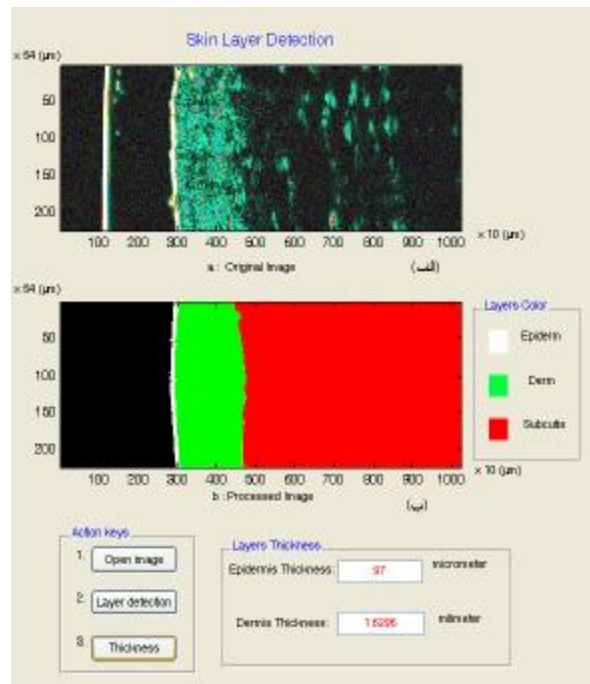 Skin Layer Detection
x 64 (µm)
50
100
150
200
100 200 300 400 500 600 700 800 900 1000
x 10 (µm)
a : Original Image (الف)
x 64 (µm)
50
100
150
200
100 200 300 400 500 600 700 800 900 1000
x 10 (µm)
b : Processed Image (ب)
Layers Color
Epiderm
Derm
Subcutis
Action keys
1. Open image
2. Layer detection
3. Thickness
Layers Thickness
Epidermis Thickness: 97 micrometer
Dermis Thickness: 1.6296 milimeter